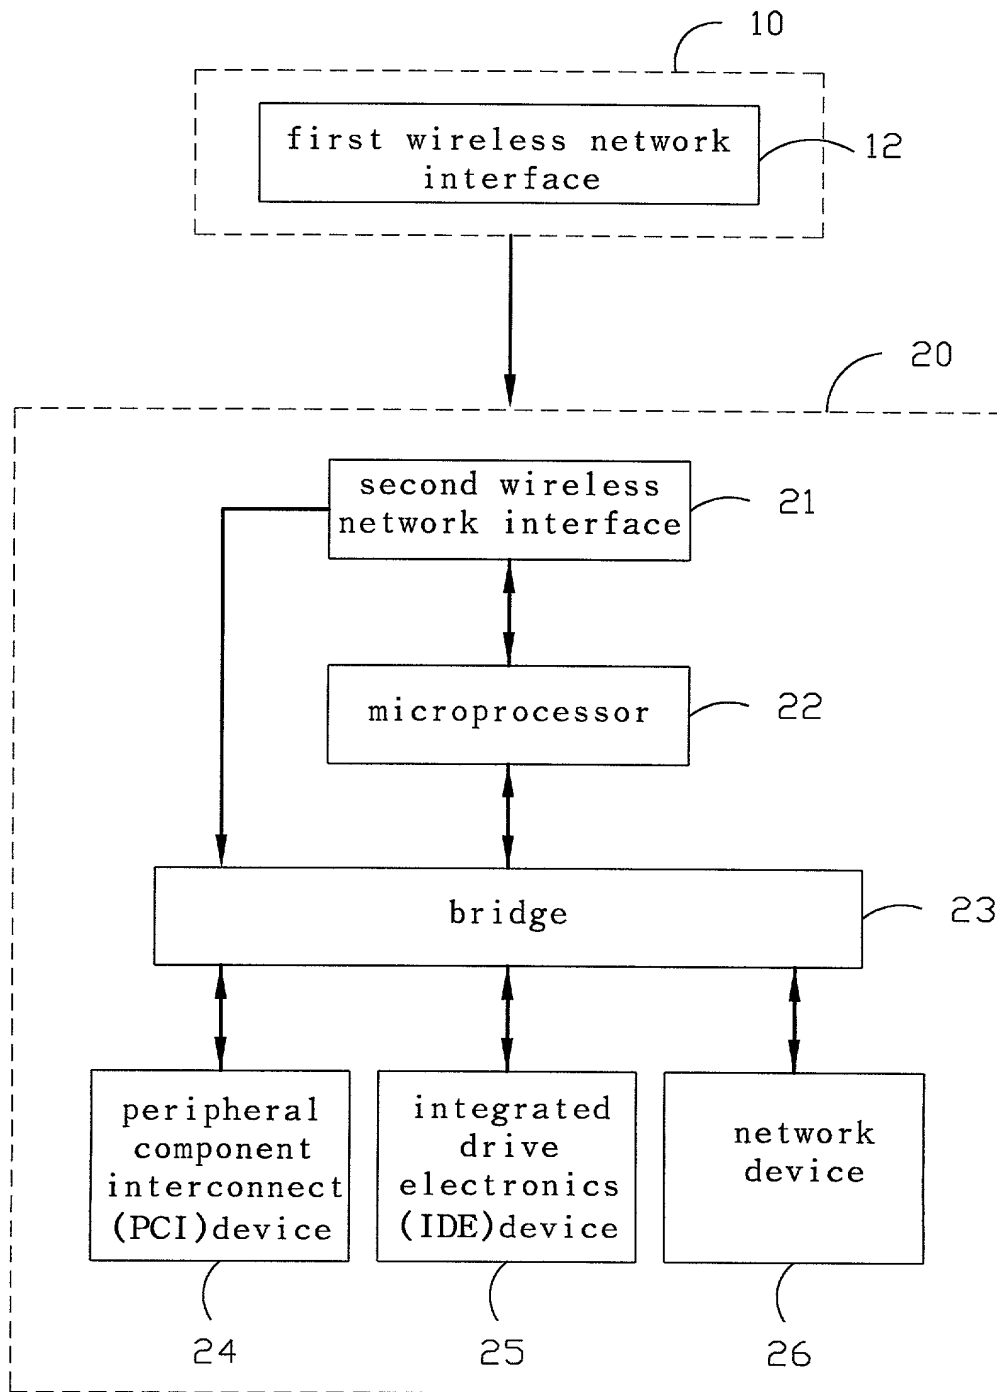 10
first wireless network
interface
12
20
second wireless
network interface
21
microprocessor
22
bridge
23
peripheral
component
interconnect
(PCI)device
integrated
drive
electronics
(IDE)device
network
device
24
25
26